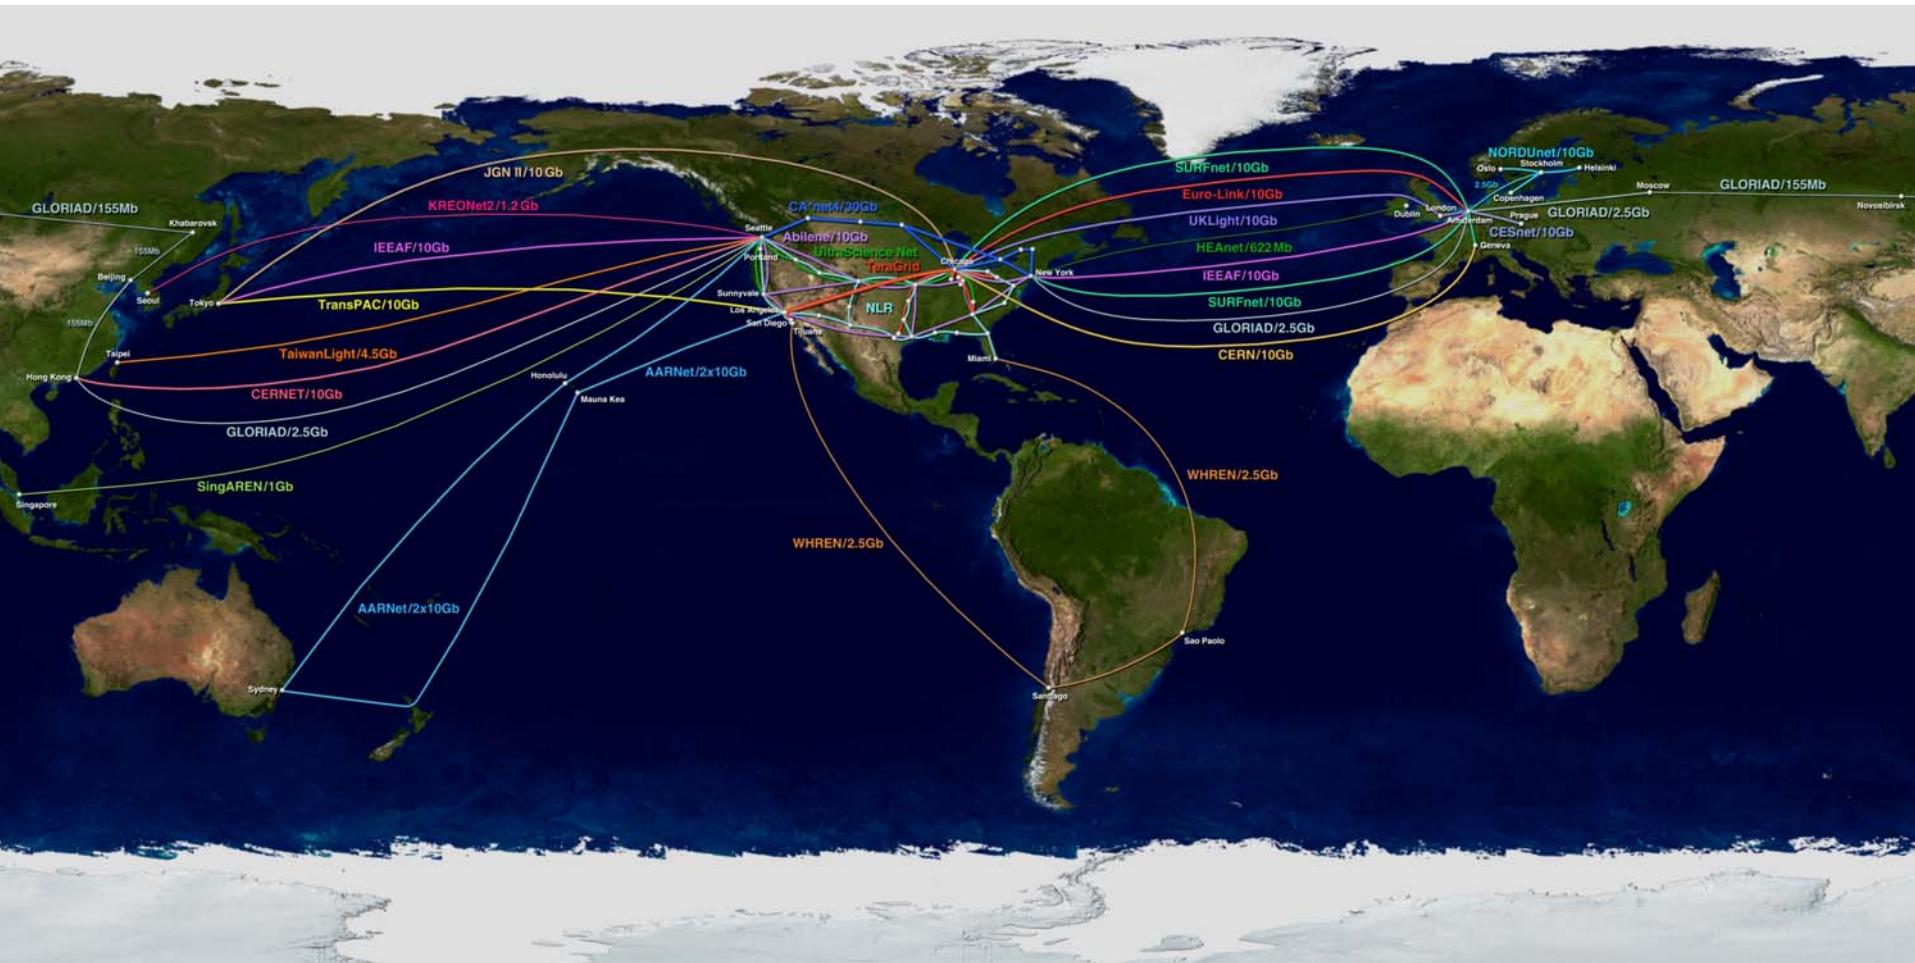 SURFnet/10Gb
NORDUnet/10Gb
Stockholm
Oslo
Helsinki
JGN II/10Gb
2.5Gb
Moscow
GLORIAD/155Mb
Euro-Link/10Gb
Copenhagen
Novosibirsk
GLORIAD/155Mb
KREONet2/1.2Gb
CA*net4/30Gb
London
Dublin
GLORIAD/2.5Gb
Prague
Amsterdam
UKLight/10Gb
Khabarovsk
Seattle
CESnet/10Gb
IEEAF/10Gb
Abilene/10Gb
HEAnet/622Mb
Geneva
155Mb
Portland
UltraScience Net
Chicago
TeraGrid
New York
IEEAF/10Gb
Beijing
Seoul
Tokyo
Sunnyvale
TransPAC/10Gb
SURFnet/10Gb
Los Angeles
NLR
155Mb
San Diego
Tijuana
GLORIAD/2.5Gb
Taipei
TaiwanLight/4.5Gb
CERN/10Gb
Miami
Hong Kong
Honolulu
AARNet/2x10Gb
CERNET/10Gb
Mauna Kea
GLORIAD/2.5Gb
WHREN/2.5Gb
SingAREN/1Gb
Singapore
WHREN/2.5Gb
AARNet/2x10Gb
Sao Paolo
Sydney
Santiago